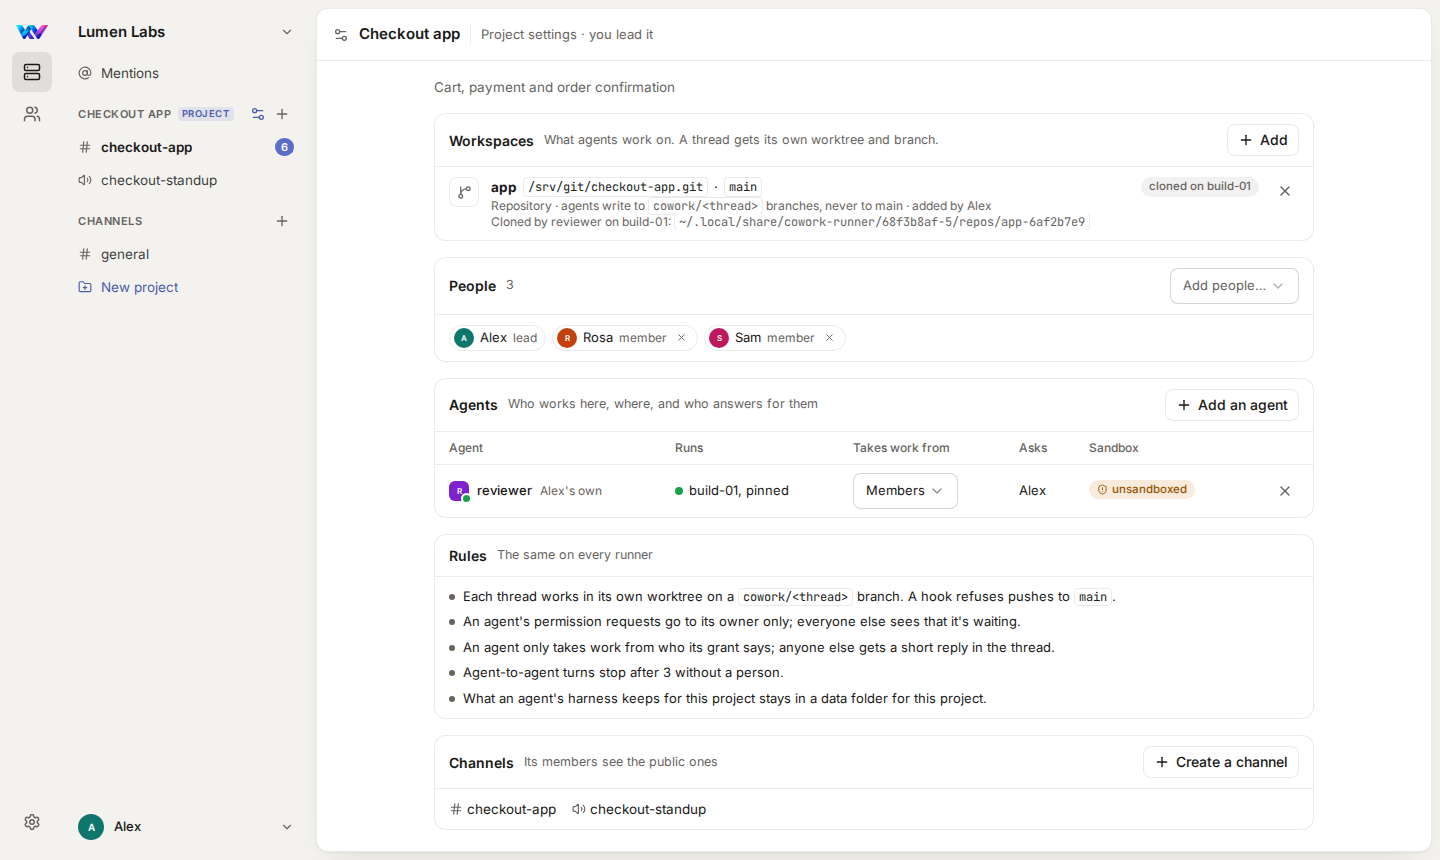 Lumen Labs
Mentions
CHECKOUT APP PROJECT
checkout-app 6
checkout-standup
CHANNELS
general
New project
A Alex
Checkout app Project settings · you lead it
Cart, payment and order confirmation
Workspaces What agents work on. A thread gets its own worktree and branch. Add
app /srv/git/checkout-app.git · main cloned on build-01
Repository · agents write to cowork/<thread> branches, never to main · added by Alex
Cloned by reviewer on build-01: ~/.local/share/cowork-runner/68f3b8af-5/repos/app-6af2b7e9
People 3 Add people...
A Alex lead R Rosa member S Sam member
Agents Who works here, where, and who answers for them Add an agent
Agent Runs Takes work from Asks Sandbox
R reviewer Alex's own build-01, pinned Members Alex unsandboxed
Rules The same on every runner
Each thread works in its own worktree on a cowork/<thread> branch. A hook refuses pushes to main.
An agent's permission requests go to its owner only; everyone else sees that it's waiting.
An agent only takes work from who its grant says; anyone else gets a short reply in the thread.
Agent-to-agent turns stop after 3 without a person.
What an agent's harness keeps for this project stays in a data folder for this project.
Channels Its members see the public ones Create a channel
checkout-app checkout-standup